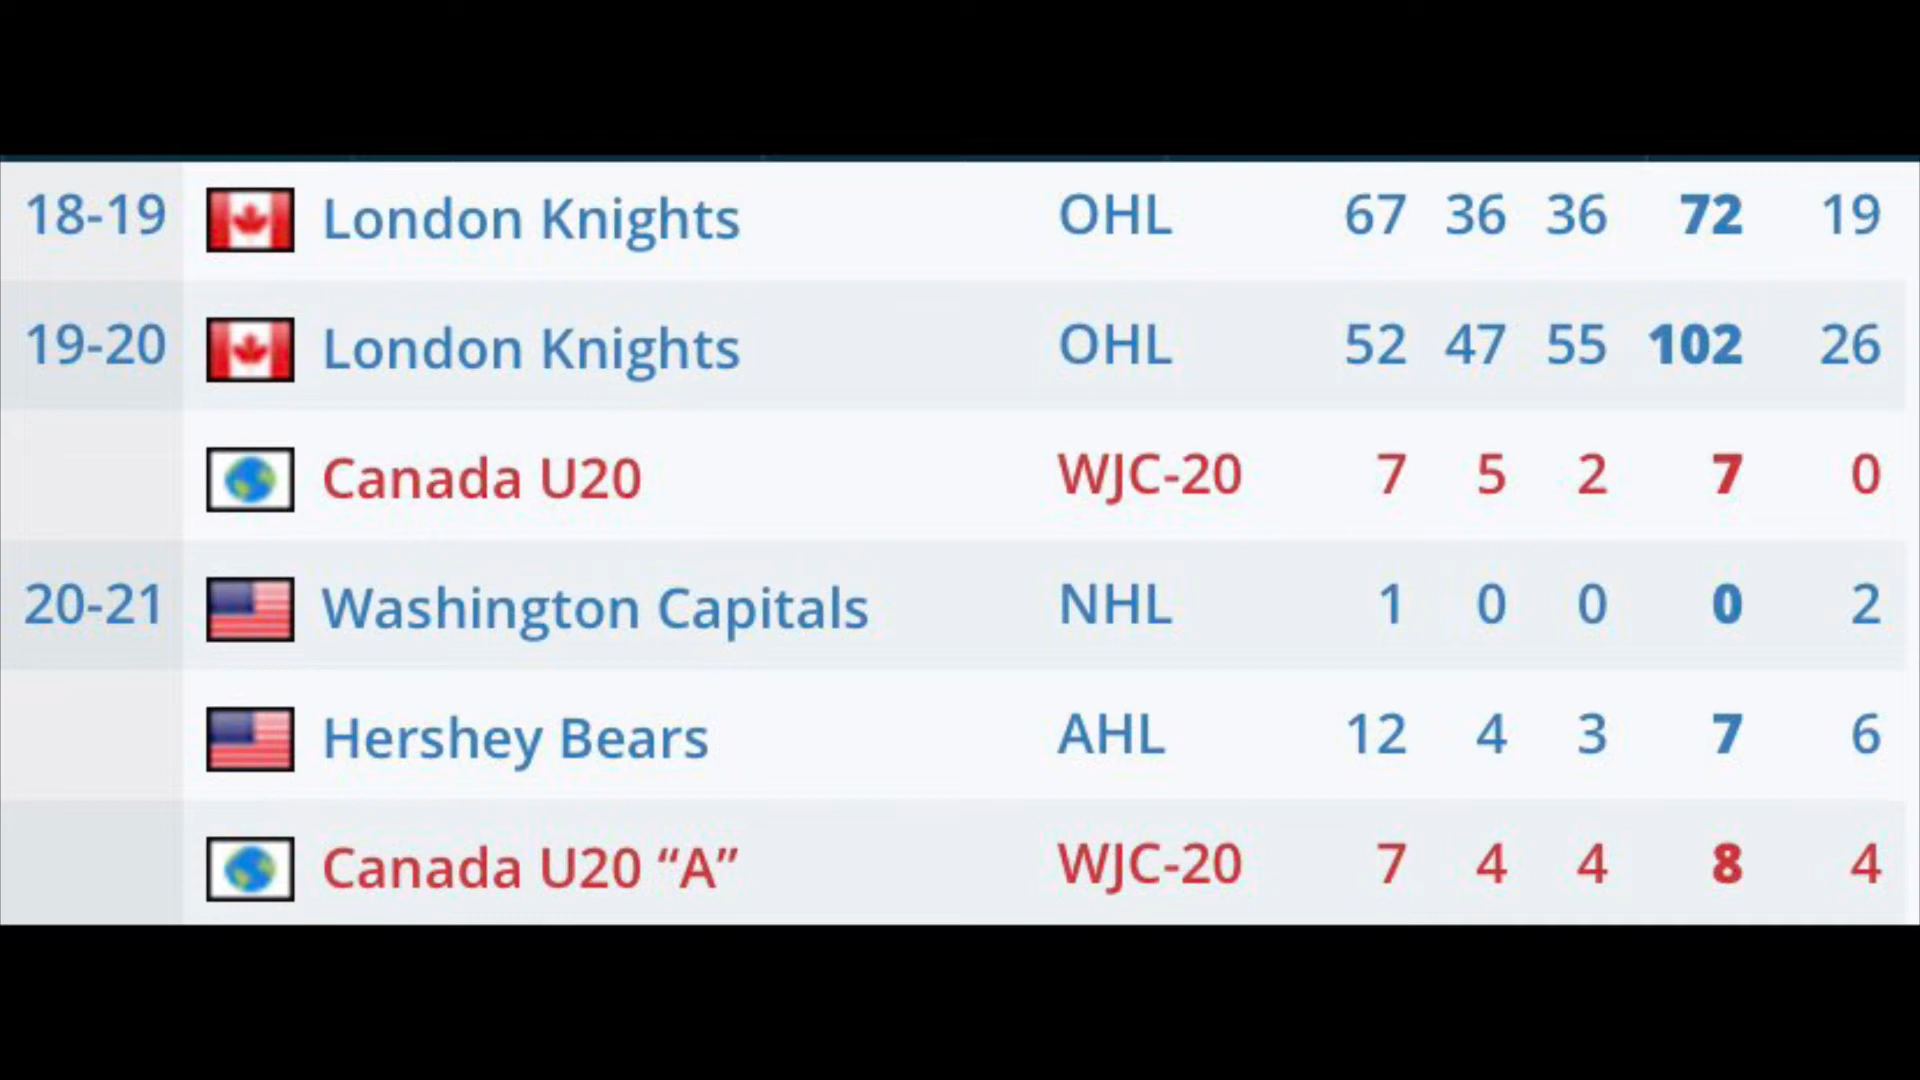 18-19 London Knights OHL 67 36 36 72 19
19-20 London Knights OHL 52 47 55 102 26
Canada U20 WJC-20 7 5 2 7 0
20-21 Washington Capitals NHL 1 0 0 0 2
Hershey Bears AHL 12 4 3 7 6
Canada U20 “A” WJC-20 7 4 4 8 4